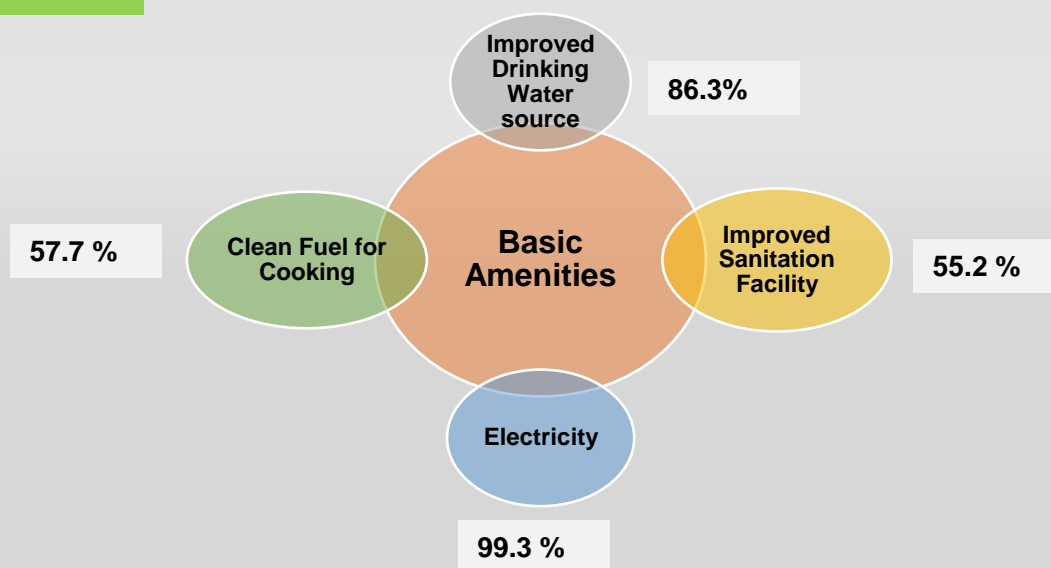 Improved
Drinking
Water
source
86.3%
57.7 %
Clean Fuel for
Cooking
Basic
Amenities
Improved
Sanitation
Facility
55.2 %
Electricity
99.3 %